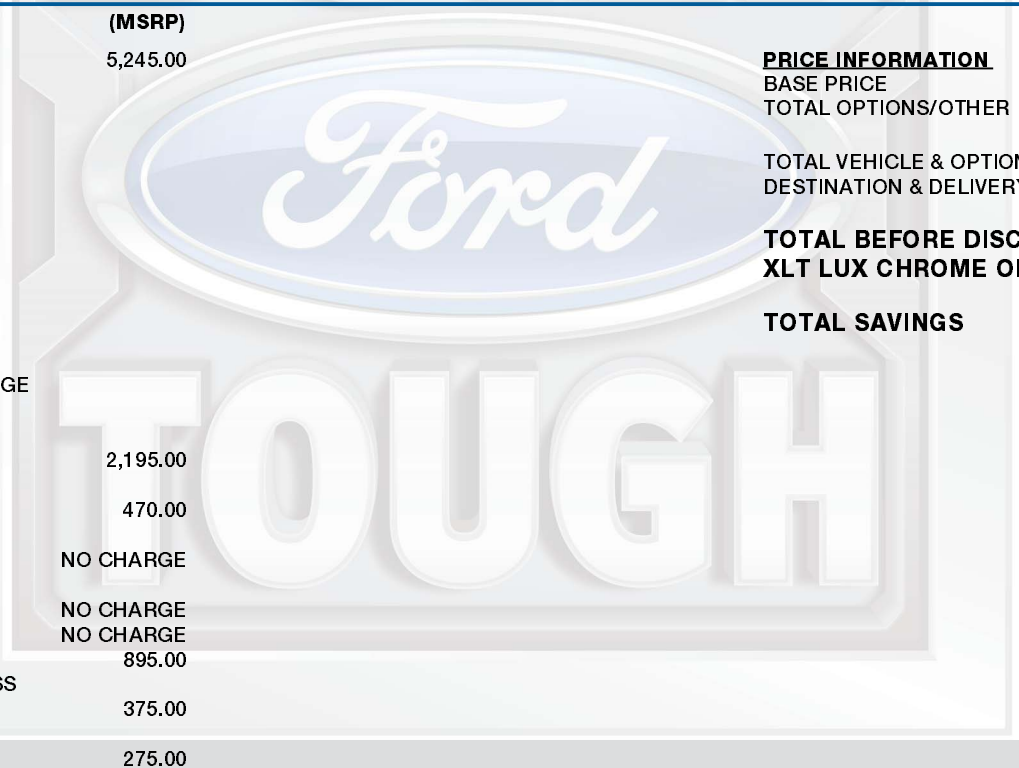 (MSRP)
5,245.00
GE
2,195.00
470.00
NO CHARGE
NO CHARGE
NO CHARGE
895.00
SS
375.00
275.00
PRICE INFORMATION
BASE PRICE
TOTAL OPTIONS/OTHER
TOTAL VEHICLE & OPTION
DESTINATION & DELIVERY
TOTAL BEFORE DISC
XLT LUX CHROME O
TOTAL SAVINGS
Ford
TOUGH